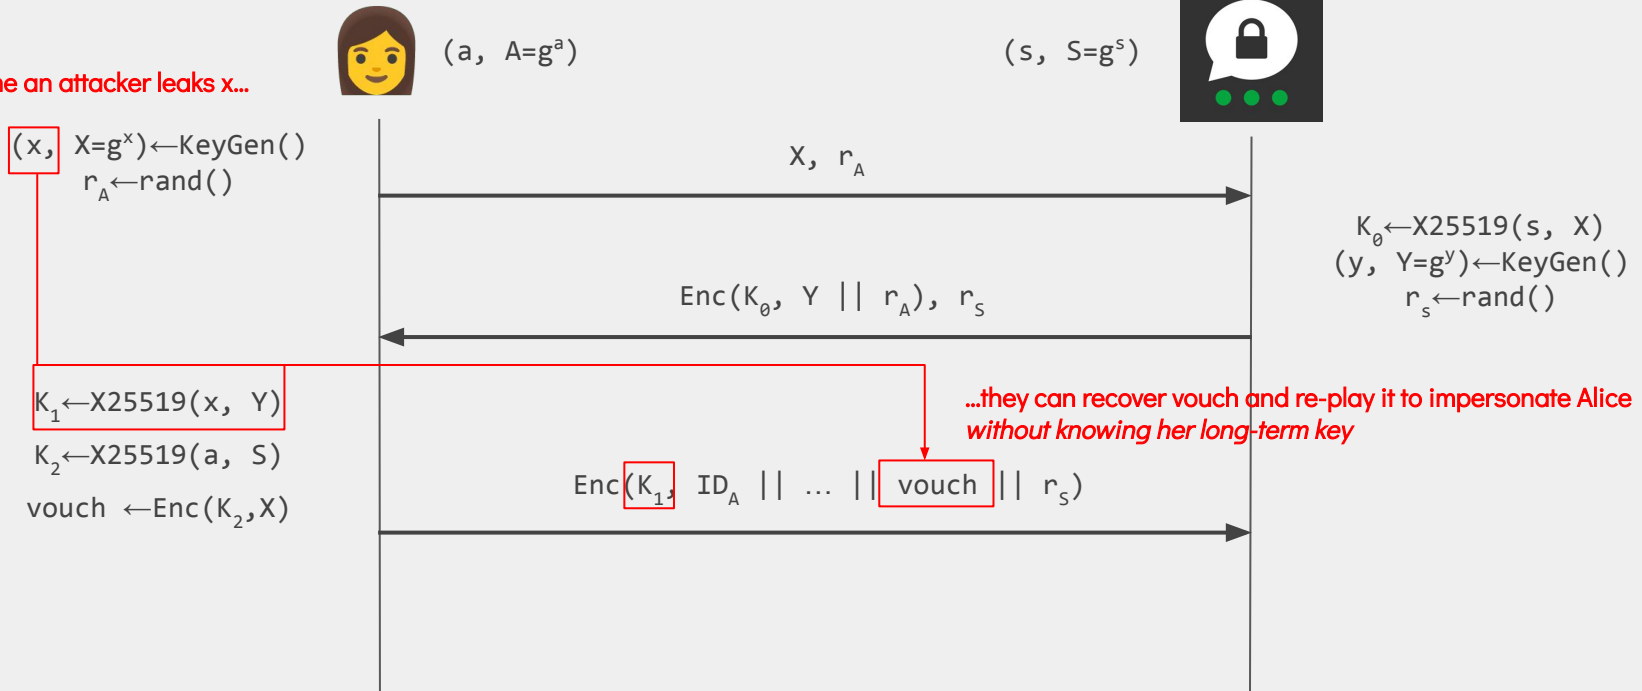 (a, A=gᵃ)
(s, S=gˢ)
an attacker leaks x...
(x, X=gˣ)←KeyGen()
r_A←rand()
X, r_A
K₀←X25519(s, X)
(y, Y=gʸ)←KeyGen()
r_s←rand()
Enc(K₀, Y || r_A), r_S
K₁←X25519(x, Y)
...they can recover vouch and re-play it to impersonate Alice
without knowing her long-term key
K₂←X25519(a, S)
Enc(K₁, ID_A || … || vouch || r_S)
vouch ←Enc(K₂,X)